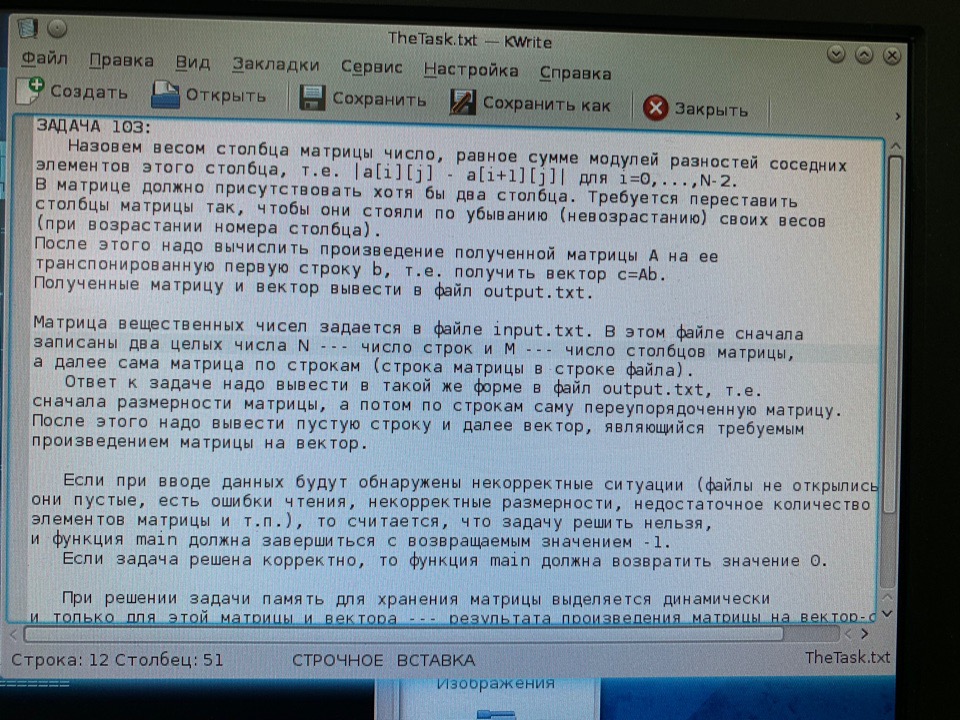 TheTask.txt — KWrite
Файл Правка Вид Закладки Сервис Настройка Справка
Создать Открыть Сохранить Сохранить как Закрыть
ЗАДАЧА 103:
Назовем весом столбца матрицы число, равное сумме модулей разностей соседних
элементов этого столбца, т.е. |a[i][j] - a[i+1][j]| для i=0,...,N-2.
В матрице должно присутствовать хотя бы два столбца. Требуется переставить
столбцы матрицы так, чтобы они стояли по убыванию (невозрастанию) своих весов
(при возрастании номера столбца).
После этого надо вычислить произведение полученной матрицы A на ее
транспонированную первую строку b, т.е. получить вектор c=Ab.
Полученные матрицу и вектор вывести в файл output.txt.
Матрица вещественных чисел задается в файле input.txt. В этом файле сначала
записаны два целых числа N --- число строк и M --- число столбцов матрицы,
а далее сама матрица по строкам (строка матрицы в строке файла).
Ответ к задаче надо вывести в такой же форме в файл output.txt, т.е.
сначала размерности матрицы, а потом по строкам саму переупорядоченную матрицу.
После этого надо вывести пустую строку и далее вектор, являющийся требуемым
произведением матрицы на вектор.
Если при вводе данных будут обнаружены некорректные ситуации (файлы не открылись
они пустые, есть ошибки чтения, некорректные размерности, недостаточное количество
элементов матрицы и т.п.), то считается, что задачу решить нельзя,
и функция main должна завершиться с возвращаемым значением -1.
Если задача решена корректно, то функция main должна возвратить значение 0.
При решении задачи память для хранения матрицы выделяется динамически
и только для этой матрицы и вектора --- результата произведения матрицы на вектор-с
Строка: 12 Столбец: 51 СТРОЧНОЕ ВСТАВКА TheTask.txt
Изображения